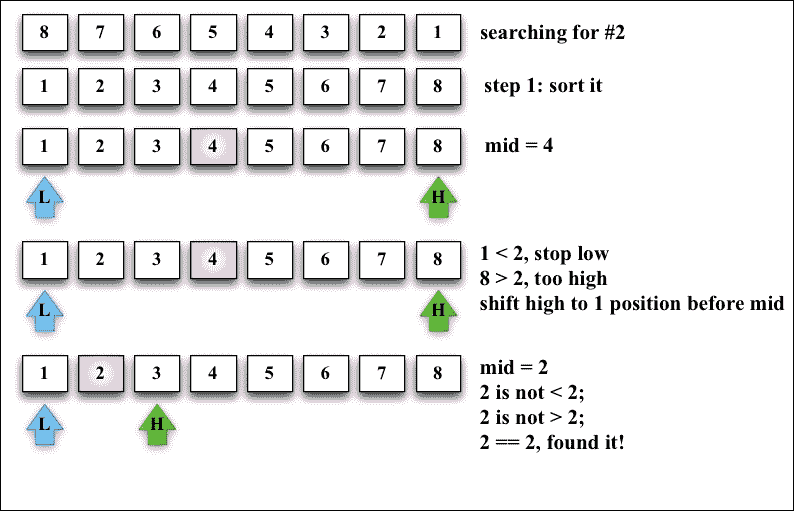 8 7 6 5 4 3 2 1 searching for #2
1 2 3 4 5 6 7 8 step 1: sort it
1 2 3 4 5 6 7 8 mid = 4
L H
1 2 3 4 5 6 7 8 1 < 2, stop low
8 > 2, too high
L H shift high to 1 position before mid
1 2 3 4 5 6 7 8 mid = 2
2 is not < 2;
L H 2 is not > 2;
2 == 2, found it!